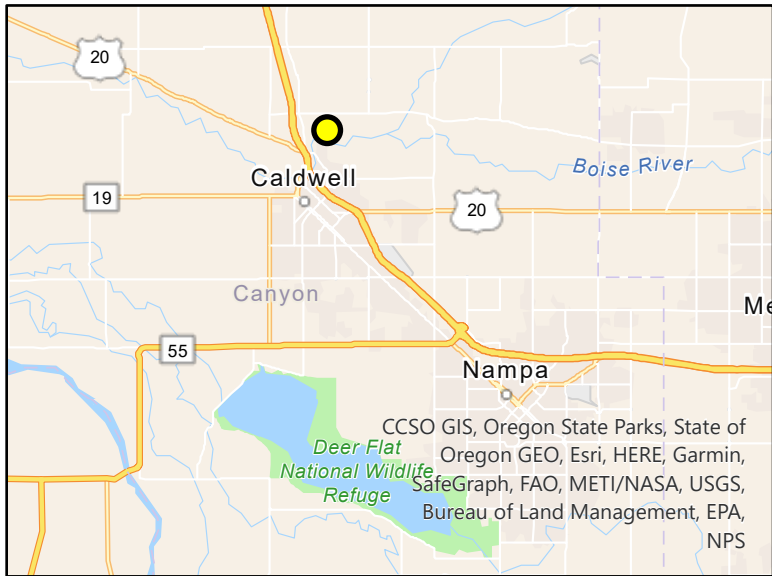 20
Boise River
Caldwell
19
20
Canyon
Me
55
Nampa
Deer Flat
National Wildlife
Refuge
CCSO GIS, Oregon State Parks, State of
Oregon GEO, Esri, HERE, Garmin,
SafeGraph, FAO, METI/NASA, USGS,
Bureau of Land Management, EPA,
NPS